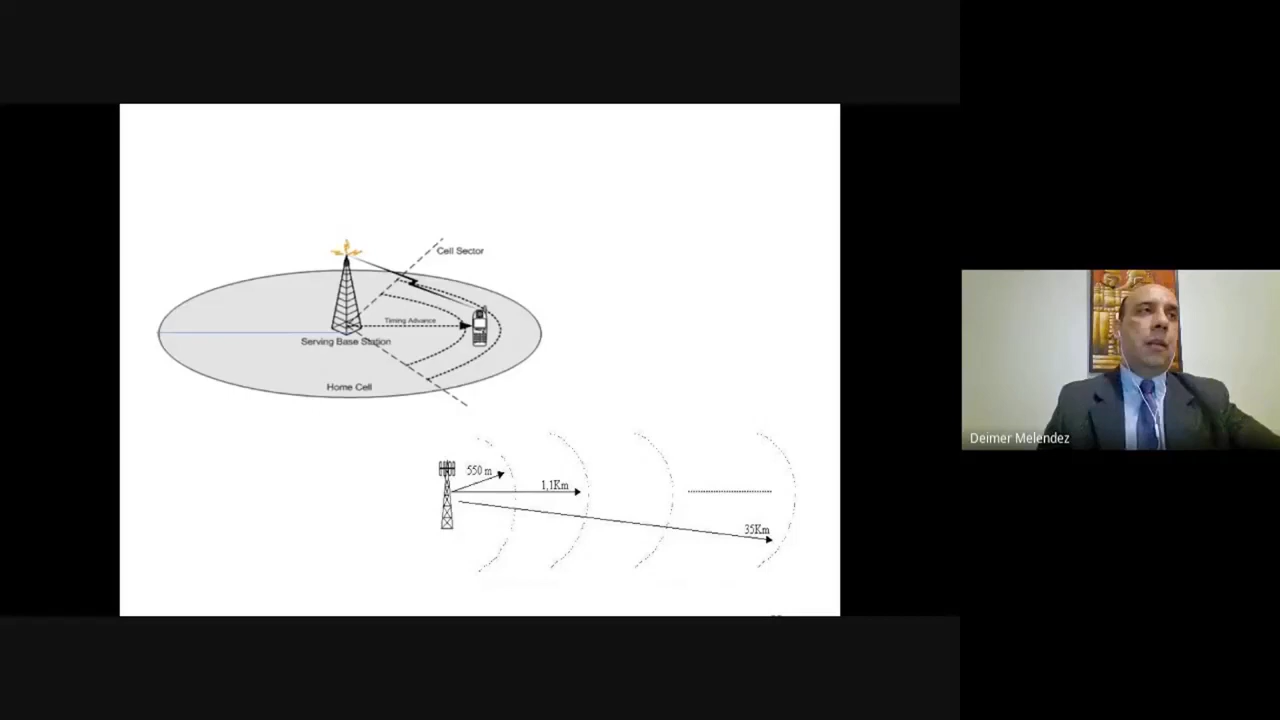 Cell Sector
Timing Advance
Serving Base Station
Home Cell
550 m
1,1Km
35Km
Deimer Melendez